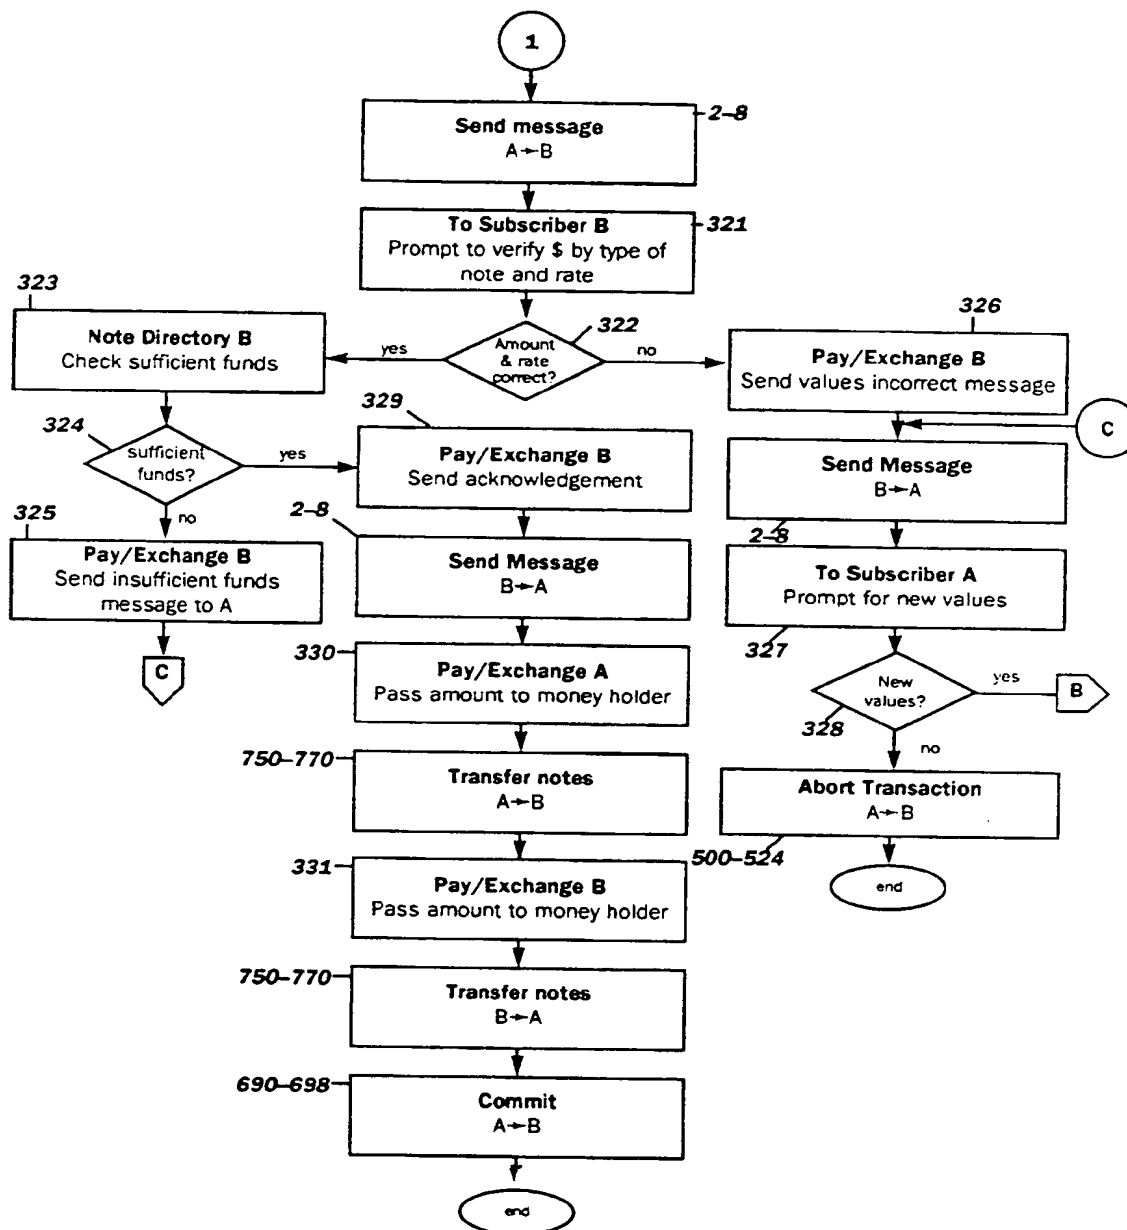 1
Send message
A→B
2–8
To Subscriber B
Prompt to verify $ by type of
note and rate
321
323
Note Directory B
Check sufficient funds
yes
Amount
& rate
correct?
322
no
326
Pay/Exchange B
Send values incorrect message
C
324
sufficient
funds?
yes
no
329
Pay/Exchange B
Send acknowledgement
Send Message
B→A
2–8
325
Pay/Exchange B
Send insufficient funds
message to A
C
2–8
Send Message
B→A
To Subscriber A
Prompt for new values
327
330
Pay/Exchange A
Pass amount to money holder
New
values?
328
yes
B
no
750–770
Transfer notes
A→B
Abort Transaction
A→B
500–524
end
331
Pay/Exchange B
Pass amount to money holder
750–770
Transfer notes
B→A
690–698
Commit
A→B
end